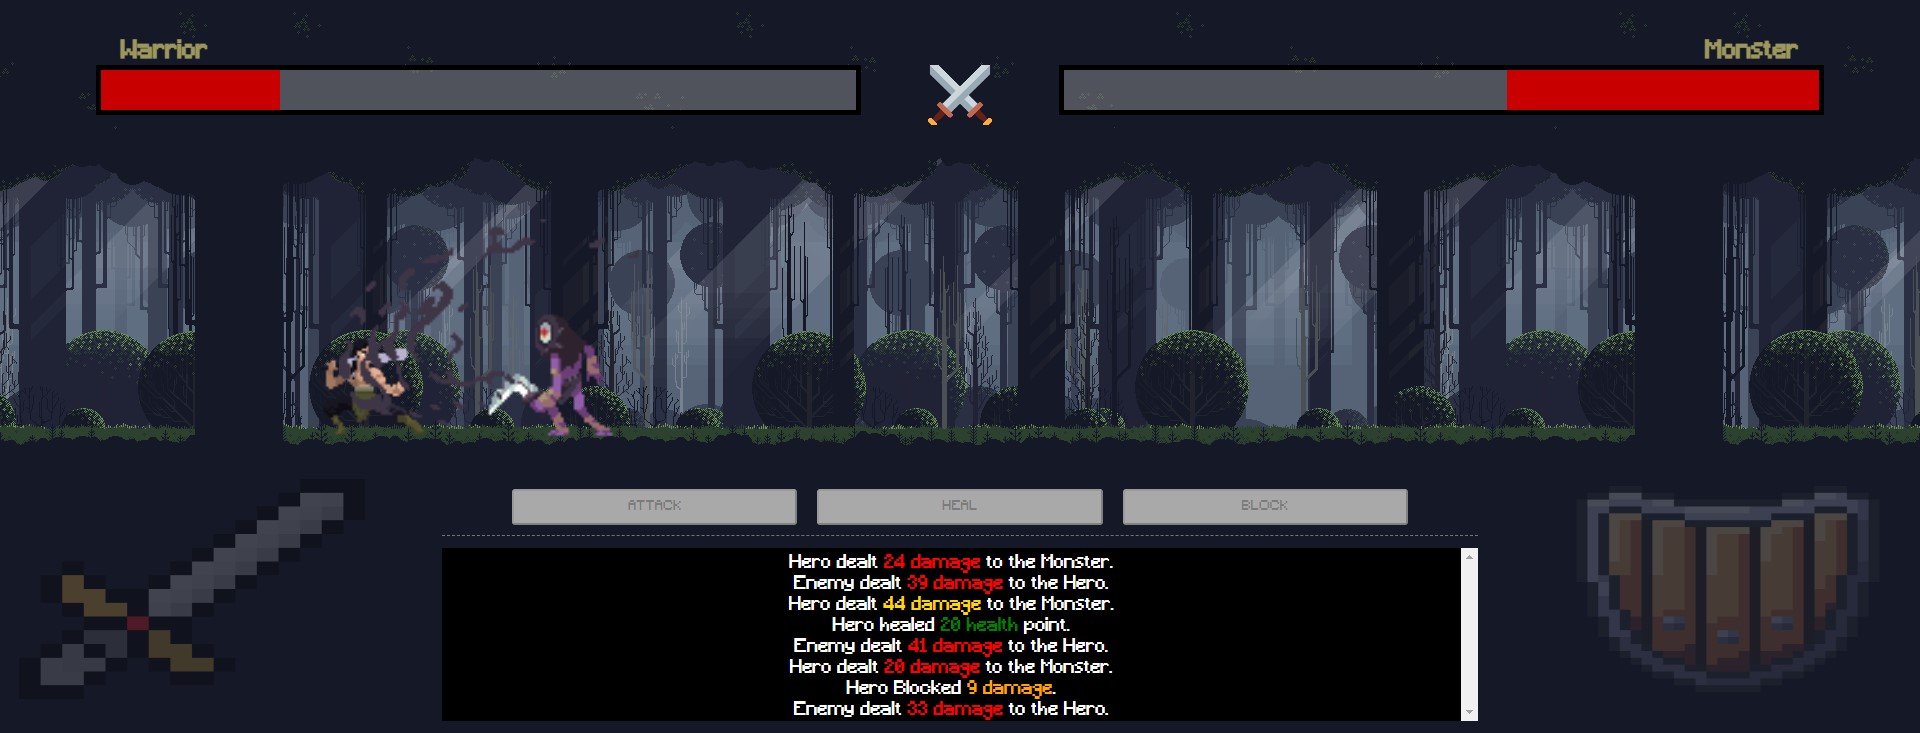 Warrior
Monster
ATTACK
HEAL
BLOCK
Hero dealt 24 damage to the Monster.
Enemy dealt 39 damage to the Hero.
Hero dealt 44 damage to the Monster.
Hero healed 20 health point.
Enemy dealt 41 damage to the Hero.
Hero dealt 20 damage to the Monster.
Hero Blocked 9 damage.
Enemy dealt 33 damage to the Hero.